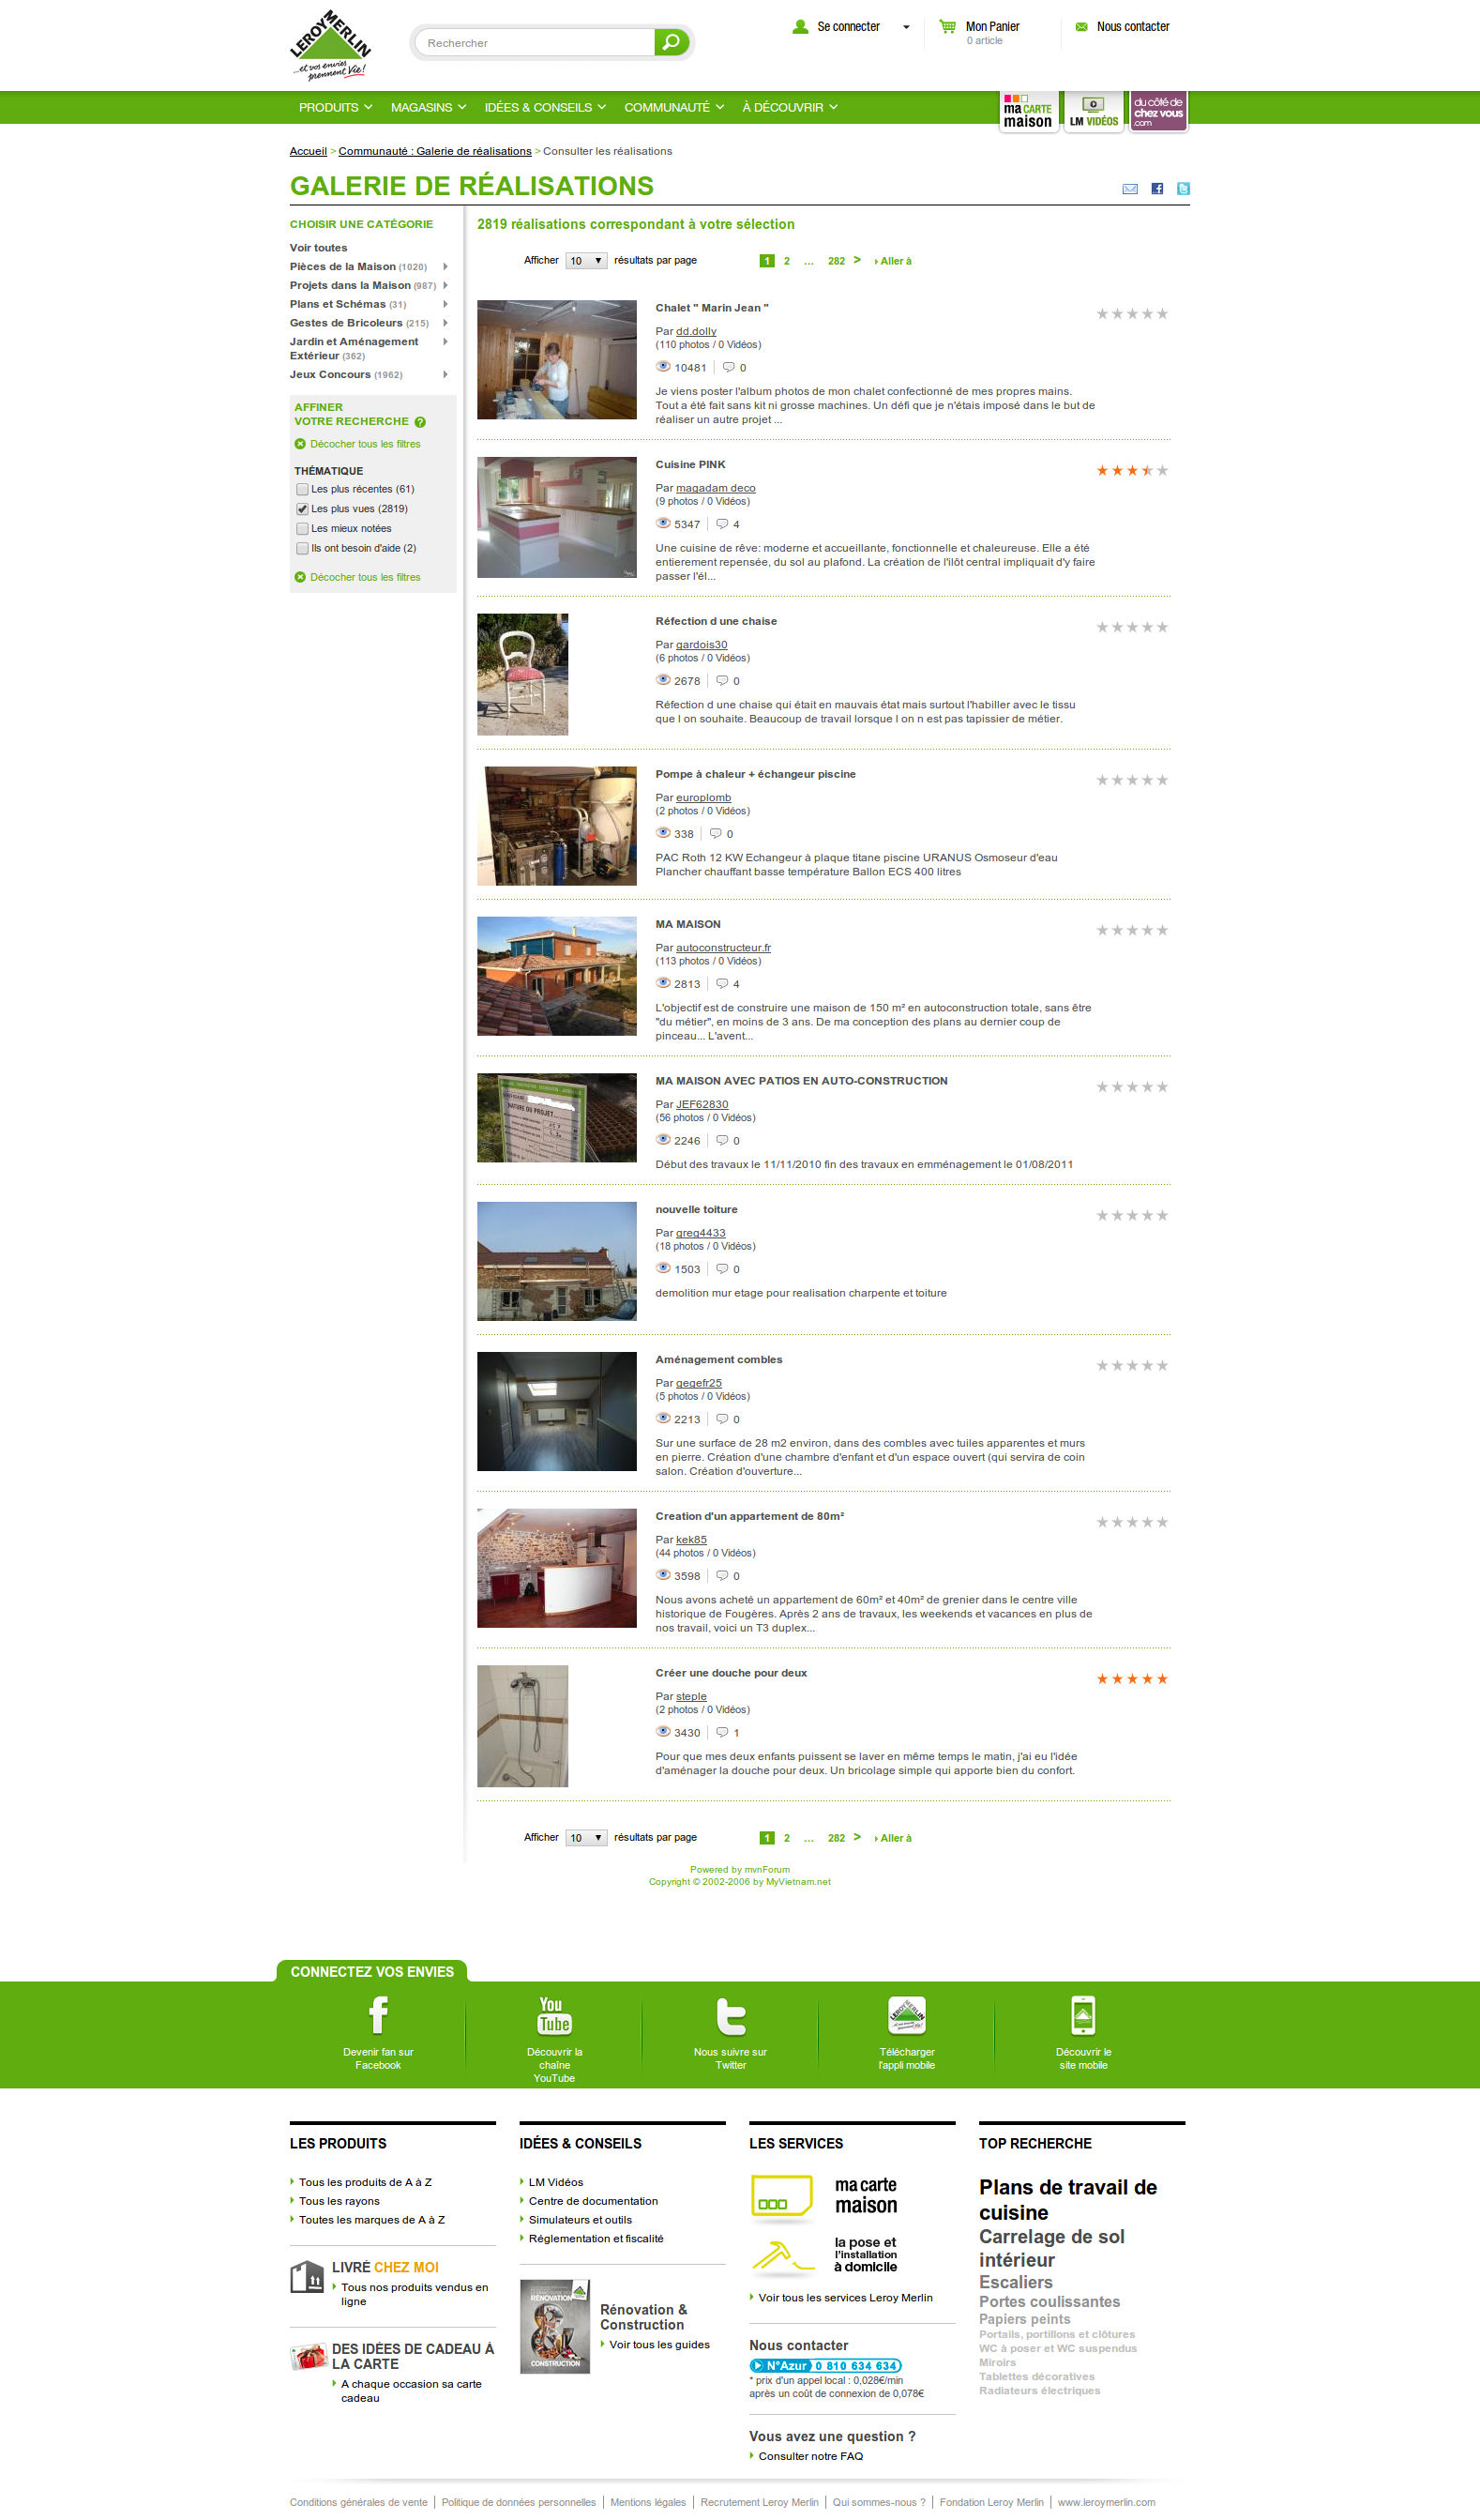 LEROY MERLIN
...et vos envies
prennent Vie!
Rechercher
Se connecter
Mon Panier
0 article
Nous contacter
PRODUITS
MAGASINS
IDÉES & CONSEILS
COMMUNAUTÉ
À DÉCOUVRIR
ma CARTE
maison
LM VIDÉOS
du côté de
chez vous
.com
Accueil > Communauté : Galerie de réalisations > Consulter les réalisations
GALERIE DE RÉALISATIONS
CHOISIR UNE CATÉGORIE
Voir toutes
Pièces de la Maison (1020)
Projets dans la Maison (987)
Plans et Schémas (31)
Gestes de Bricoleurs (215)
Jardin et Aménagement
Extérieur (362)
Jeux Concours (1962)
AFFINER
VOTRE RECHERCHE ?
Décocher tous les filtres
THÉMATIQUE
Les plus récentes (61)
Les plus vues (2819)
Les mieux notées
Ils ont besoin d'aide (2)
Décocher tous les filtres
2819 réalisations correspondant à votre sélection
Afficher 10 résultats par page
1 2 ... 282 > Aller à
Chalet " Marin Jean "
Par dd.dolly
(110 photos / 0 Vidéos)
10481 0
Je viens poster l'album photos de mon chalet confectionné de mes propres mains.
Tout a été fait sans kit ni grosse machines. Un défi que je n'étais imposé dans le but de
réaliser un autre projet ...
Cuisine PINK
Par magadam deco
(9 photos / 0 Vidéos)
5347 4
Une cuisine de rêve: moderne et accueillante, fonctionnelle et chaleureuse. Elle a été
entierement repensée, du sol au plafond. La création de l'ilôt central impliquait d'y faire
passer l'él...
Réfection d une chaise
Par gardois30
(6 photos / 0 Vidéos)
2678 0
Réfection d une chaise qui était en mauvais état mais surtout l'habiller avec le tissu
que l on souhaite. Beaucoup de travail lorsque l on n est pas tapissier de métier.
Pompe à chaleur + échangeur piscine
Par europlomb
(2 photos / 0 Vidéos)
338 0
PAC Roth 12 KW Echangeur à plaque titane piscine URANUS Osmoseur d'eau
Plancher chauffant basse température Ballon ECS 400 litres
MA MAISON
Par autoconstructeur.fr
(113 photos / 0 Vidéos)
2813 4
L'objectif est de construire une maison de 150 m² en autoconstruction totale, sans être
"du métier", en moins de 3 ans. De ma conception des plans au dernier coup de
pinceau... L'avent...
NATURE DU PROJET
MA MAISON AVEC PATIOS EN AUTO-CONSTRUCTION
Par JEF62830
(56 photos / 0 Vidéos)
2246 0
Début des travaux le 11/11/2010 fin des travaux en emménagement le 01/08/2011
nouvelle toiture
Par greg4433
(18 photos / 0 Vidéos)
1503 0
demolition mur etage pour realisation charpente et toiture
Aménagement combles
Par gegefr25
(5 photos / 0 Vidéos)
2213 0
Sur une surface de 28 m2 environ, dans des combles avec tuiles apparentes et murs
en pierre. Création d'une chambre d'enfant et d'un espace ouvert (qui servira de coin
salon. Création d'ouverture...
Creation d'un appartement de 80m²
Par kek85
(44 photos / 0 Vidéos)
3598 0
Nous avons acheté un appartement de 60m² et 40m² de grenier dans le centre ville
historique de Fougères. Après 2 ans de travaux, les weekends et vacances en plus de
nos travail, voici un T3 duplex...
Créer une douche pour deux
Par steple
(2 photos / 0 Vidéos)
3430 1
Pour que mes deux enfants puissent se laver en même temps le matin, j'ai eu l'idée
d'aménager la douche pour deux. Un bricolage simple qui apporte bien du confort.
Afficher 10 résultats par page
1 2 ... 282 > Aller à
Powered by mvnForum
Copyright © 2002-2006 by MyVietnam.net
CONNECTEZ VOS ENVIES
Devenir fan sur
Facebook
You
Tube
Découvrir la
chaîne
YouTube
Nous suivre sur
Twitter
LEROY MERLIN
Télécharger
l'appli mobile
Découvrir le
site mobile
LES PRODUITS
Tous les produits de A à Z
Tous les rayons
Toutes les marques de A à Z
LIVRÉ CHEZ MOI
Tous nos produits vendus en
ligne
DES IDÉES DE CADEAU À
LA CARTE
A chaque occasion sa carte
cadeau
IDÉES & CONSEILS
LM Vidéos
Centre de documentation
Simulateurs et outils
Réglementation et fiscalité
RÉNOVATION
CONSTRUCTION
Rénovation &
Construction
Voir tous les guides
LES SERVICES
ma carte
maison
la pose et
l'installation
à domicile
Voir tous les services Leroy Merlin
Nous contacter
N°Azur 0 810 634 634
* prix d'un appel local : 0,028€/min
après un coût de connexion de 0,078€
Vous avez une question ?
Consulter notre FAQ
TOP RECHERCHE
Plans de travail de
cuisine
Carrelage de sol
intérieur
Escaliers
Portes coulissantes
Papiers peints
Portails, portillons et clôtures
WC à poser et WC suspendus
Miroirs
Tablettes décoratives
Radiateurs électriques
Conditions générales de vente | Politique de données personnelles | Mentions légales | Recrutement Leroy Merlin | Qui sommes-nous ? | Fondation Leroy Merlin | www.leroymerlin.com